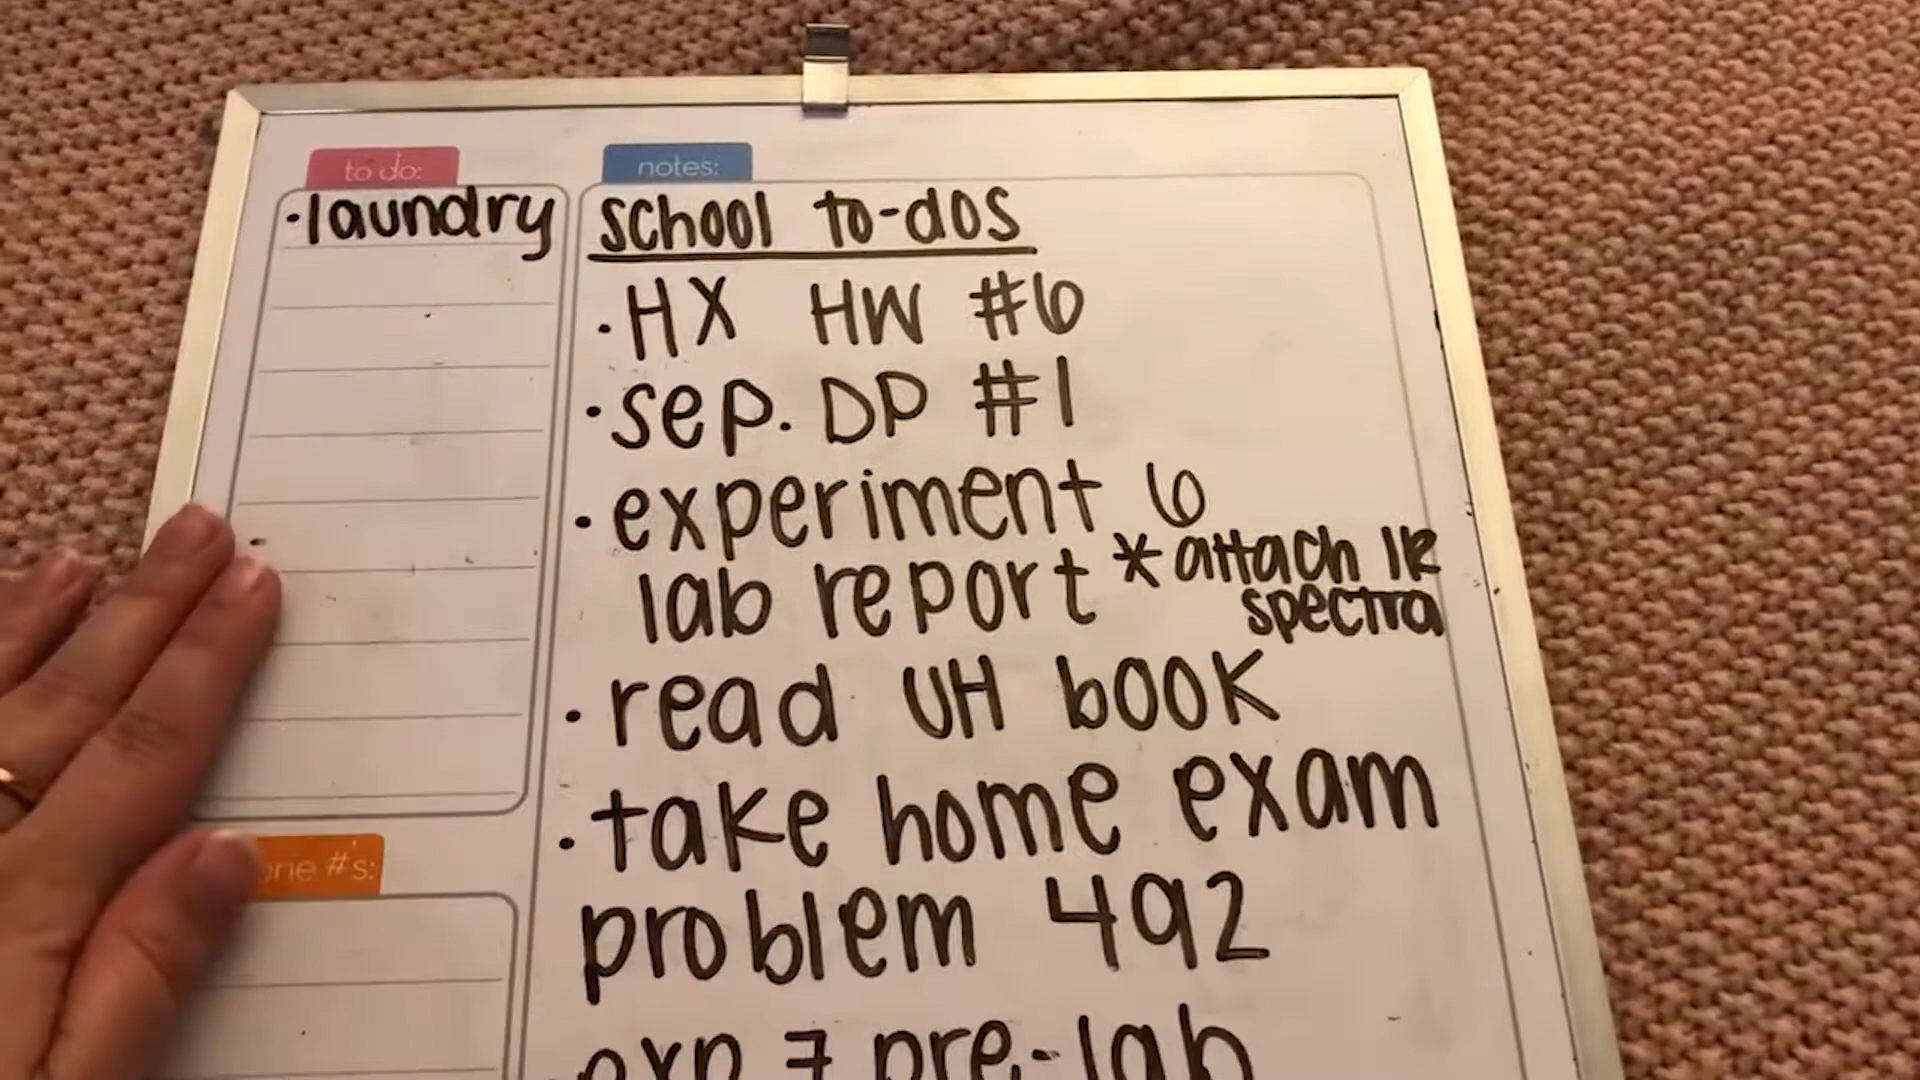 to do:
·laundry
notes:
school to-dos
·HX HW #6
·sep. DP #1
·experiment 6
lab report *attach IR
spectra
·read UH book
·take home exam
problem 492
one #'s:
·exp 7 pre-lab